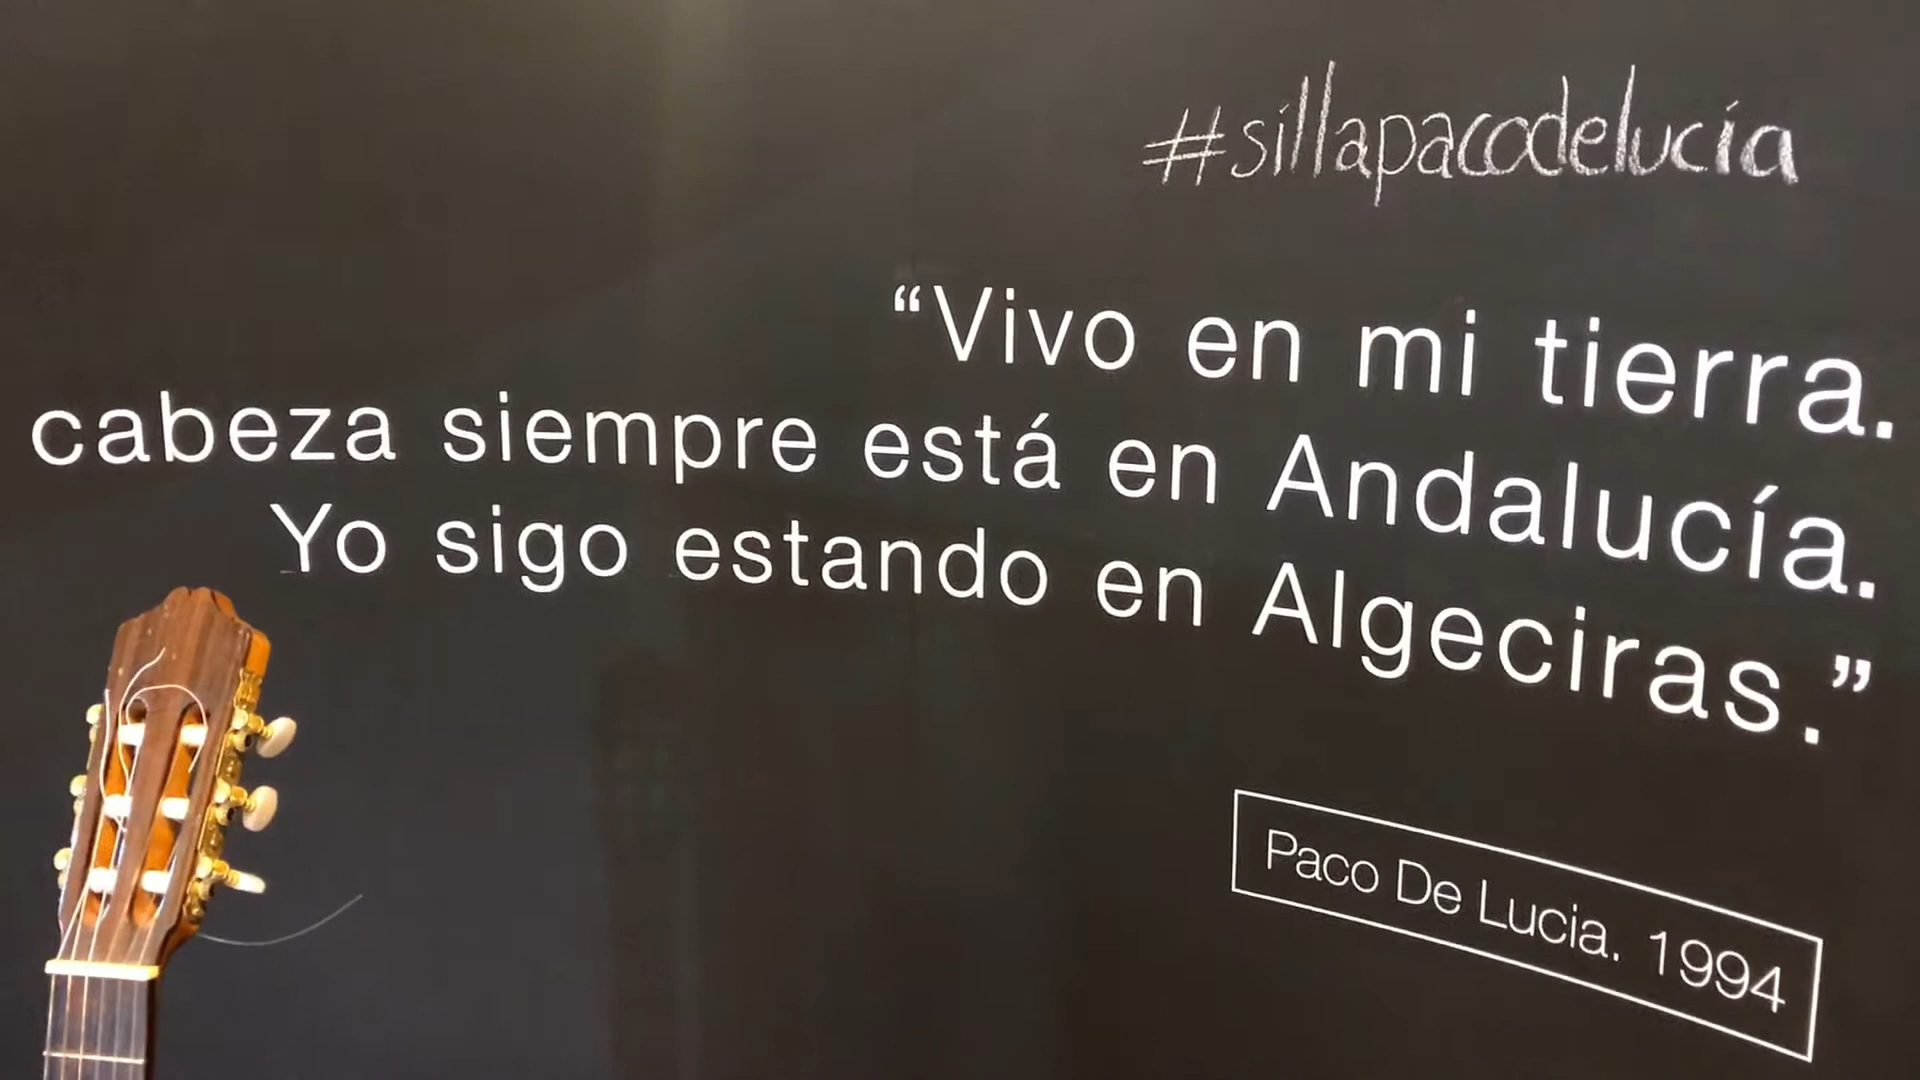 #sillapacodelucía
“Vivo en mi tierra.
cabeza siempre está en Andalucía.
Yo sigo estando en Algeciras.”
Paco De Lucia. 1994